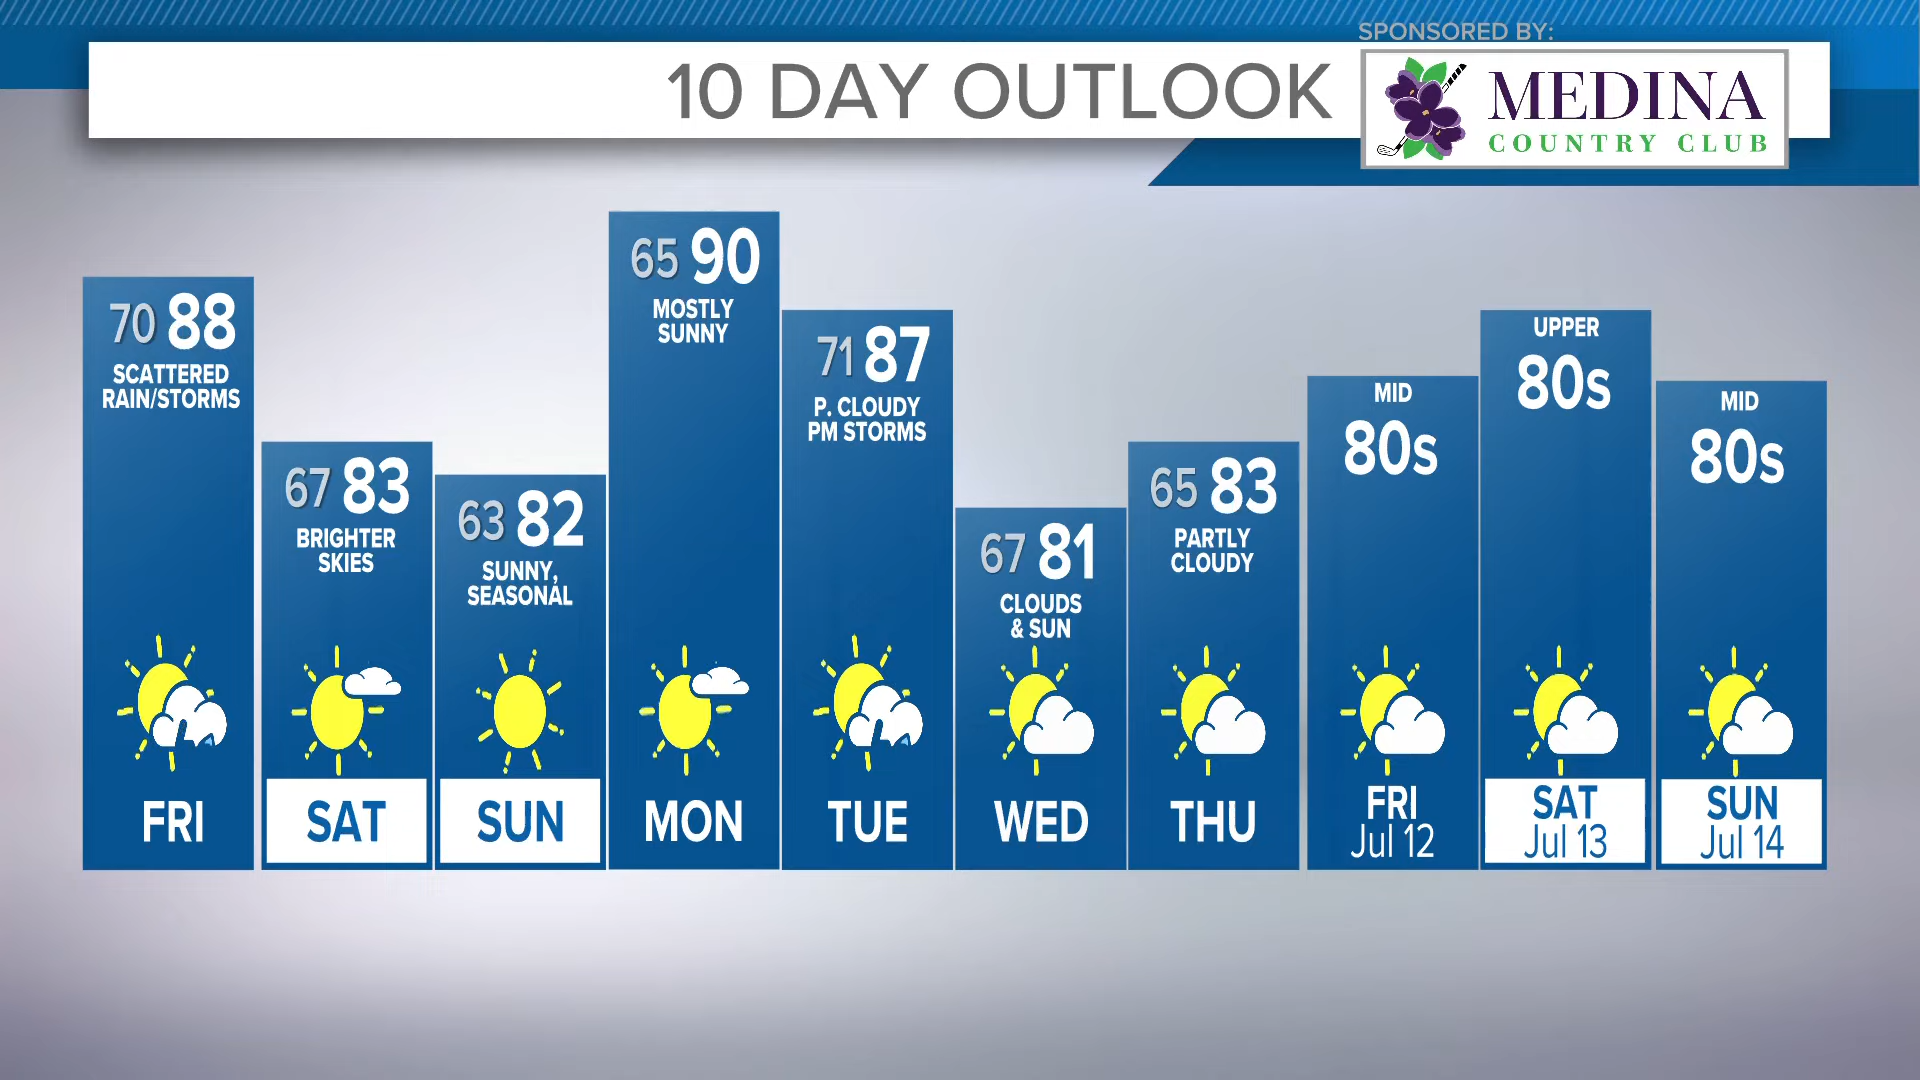 SPONSORED BY:
10 DAY OUTLOOK
MEDINA
COUNTRY CLUB
70 88
SCATTERED
RAIN/STORMS
FRI
67 83
BRIGHTER
SKIES
SAT
63 82
SUNNY,
SEASONAL
SUN
65 90
MOSTLY
SUNNY
MON
71 87
P. CLOUDY
PM STORMS
TUE
67 81
CLOUDS
& SUN
WED
65 83
PARTLY
CLOUDY
THU
MID
80s
FRI
Jul 12
UPPER
80s
SAT
Jul 13
MID
80s
SUN
Jul 14